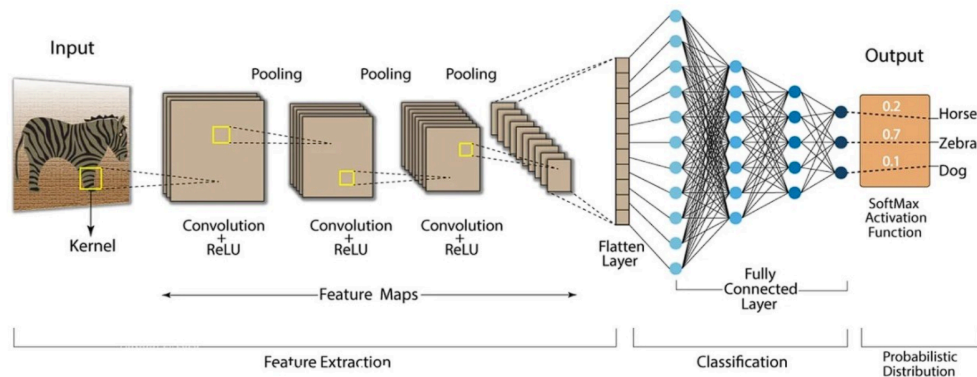 Input
Pooling
Pooling
Pooling
Output
Kernel
Convolution
+
ReLU
Convolution
+
ReLU
Convolution
+
ReLU
Flatten
Layer
0.2
0.7
0.1
Horse
Zebra
Dog
SoftMax
Activation
Function
Feature Maps
Fully
Connected
Layer
Feature Extraction
Classification
Probabilistic
Distribution